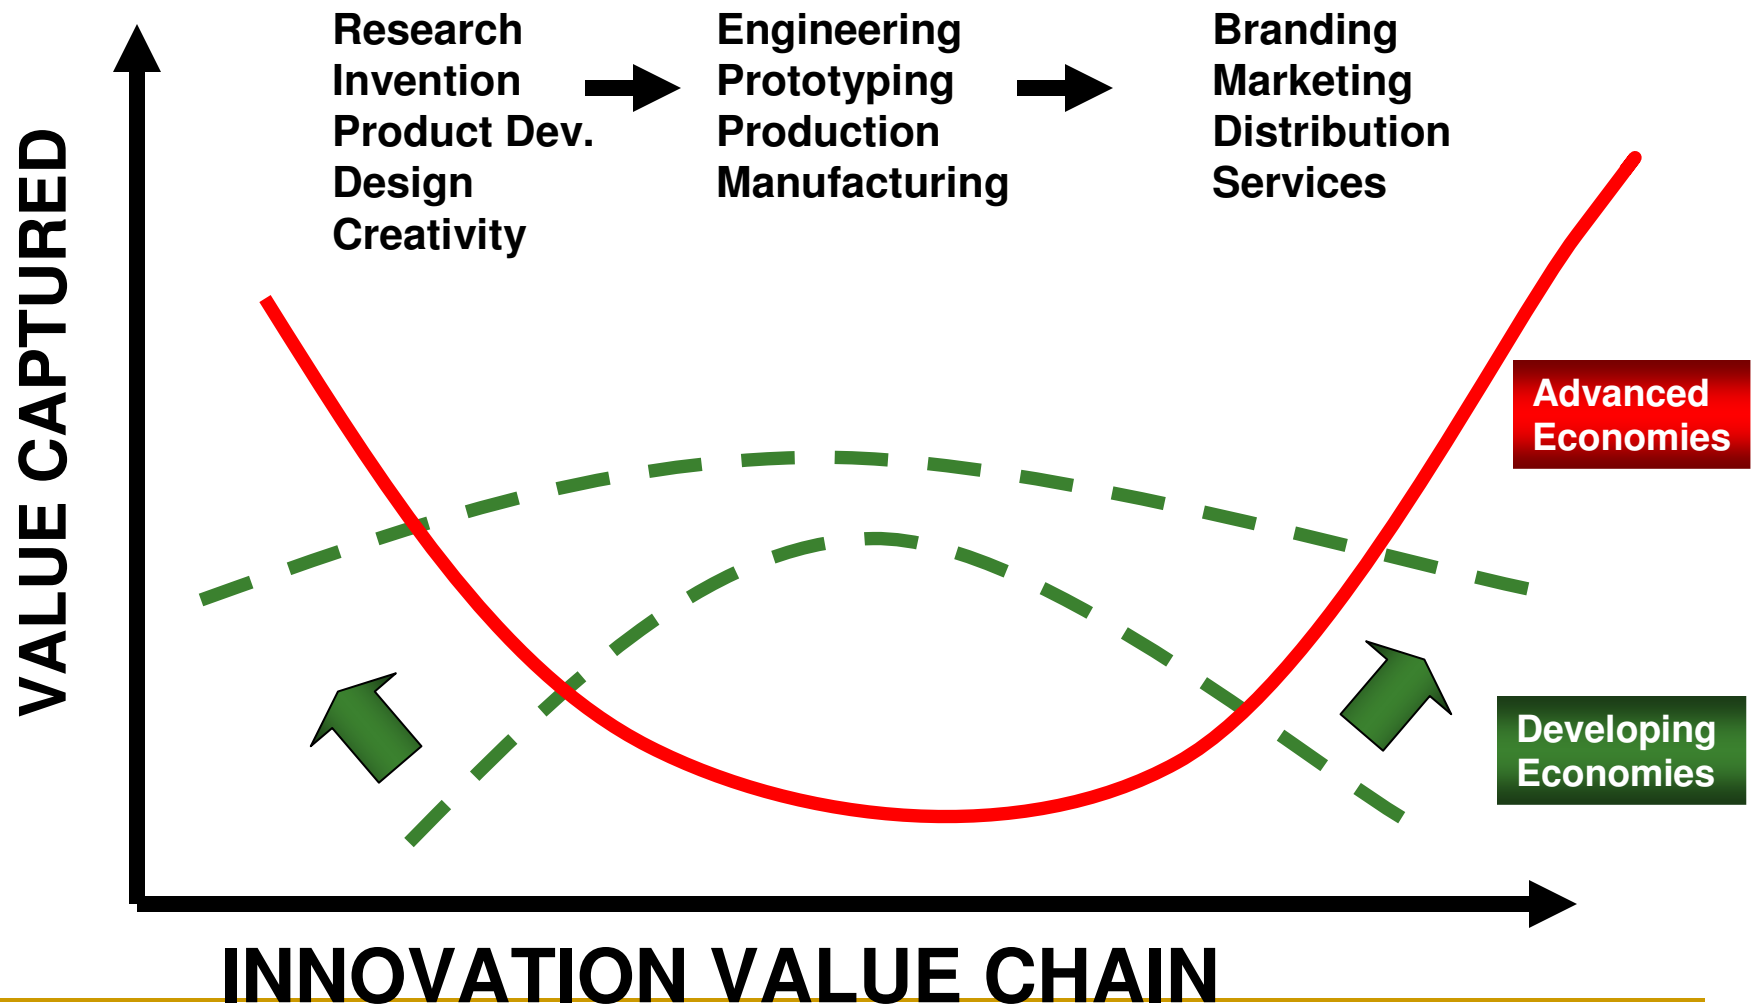 Research
Invention
Product Dev.
Design
Creativity
Engineering
Prototyping
Production
Manufacturing
Branding
Marketing
Distribution
Services
VALUE CAPTURED
Advanced
Economies
Developing
Economies
INNOVATION VALUE CHAIN